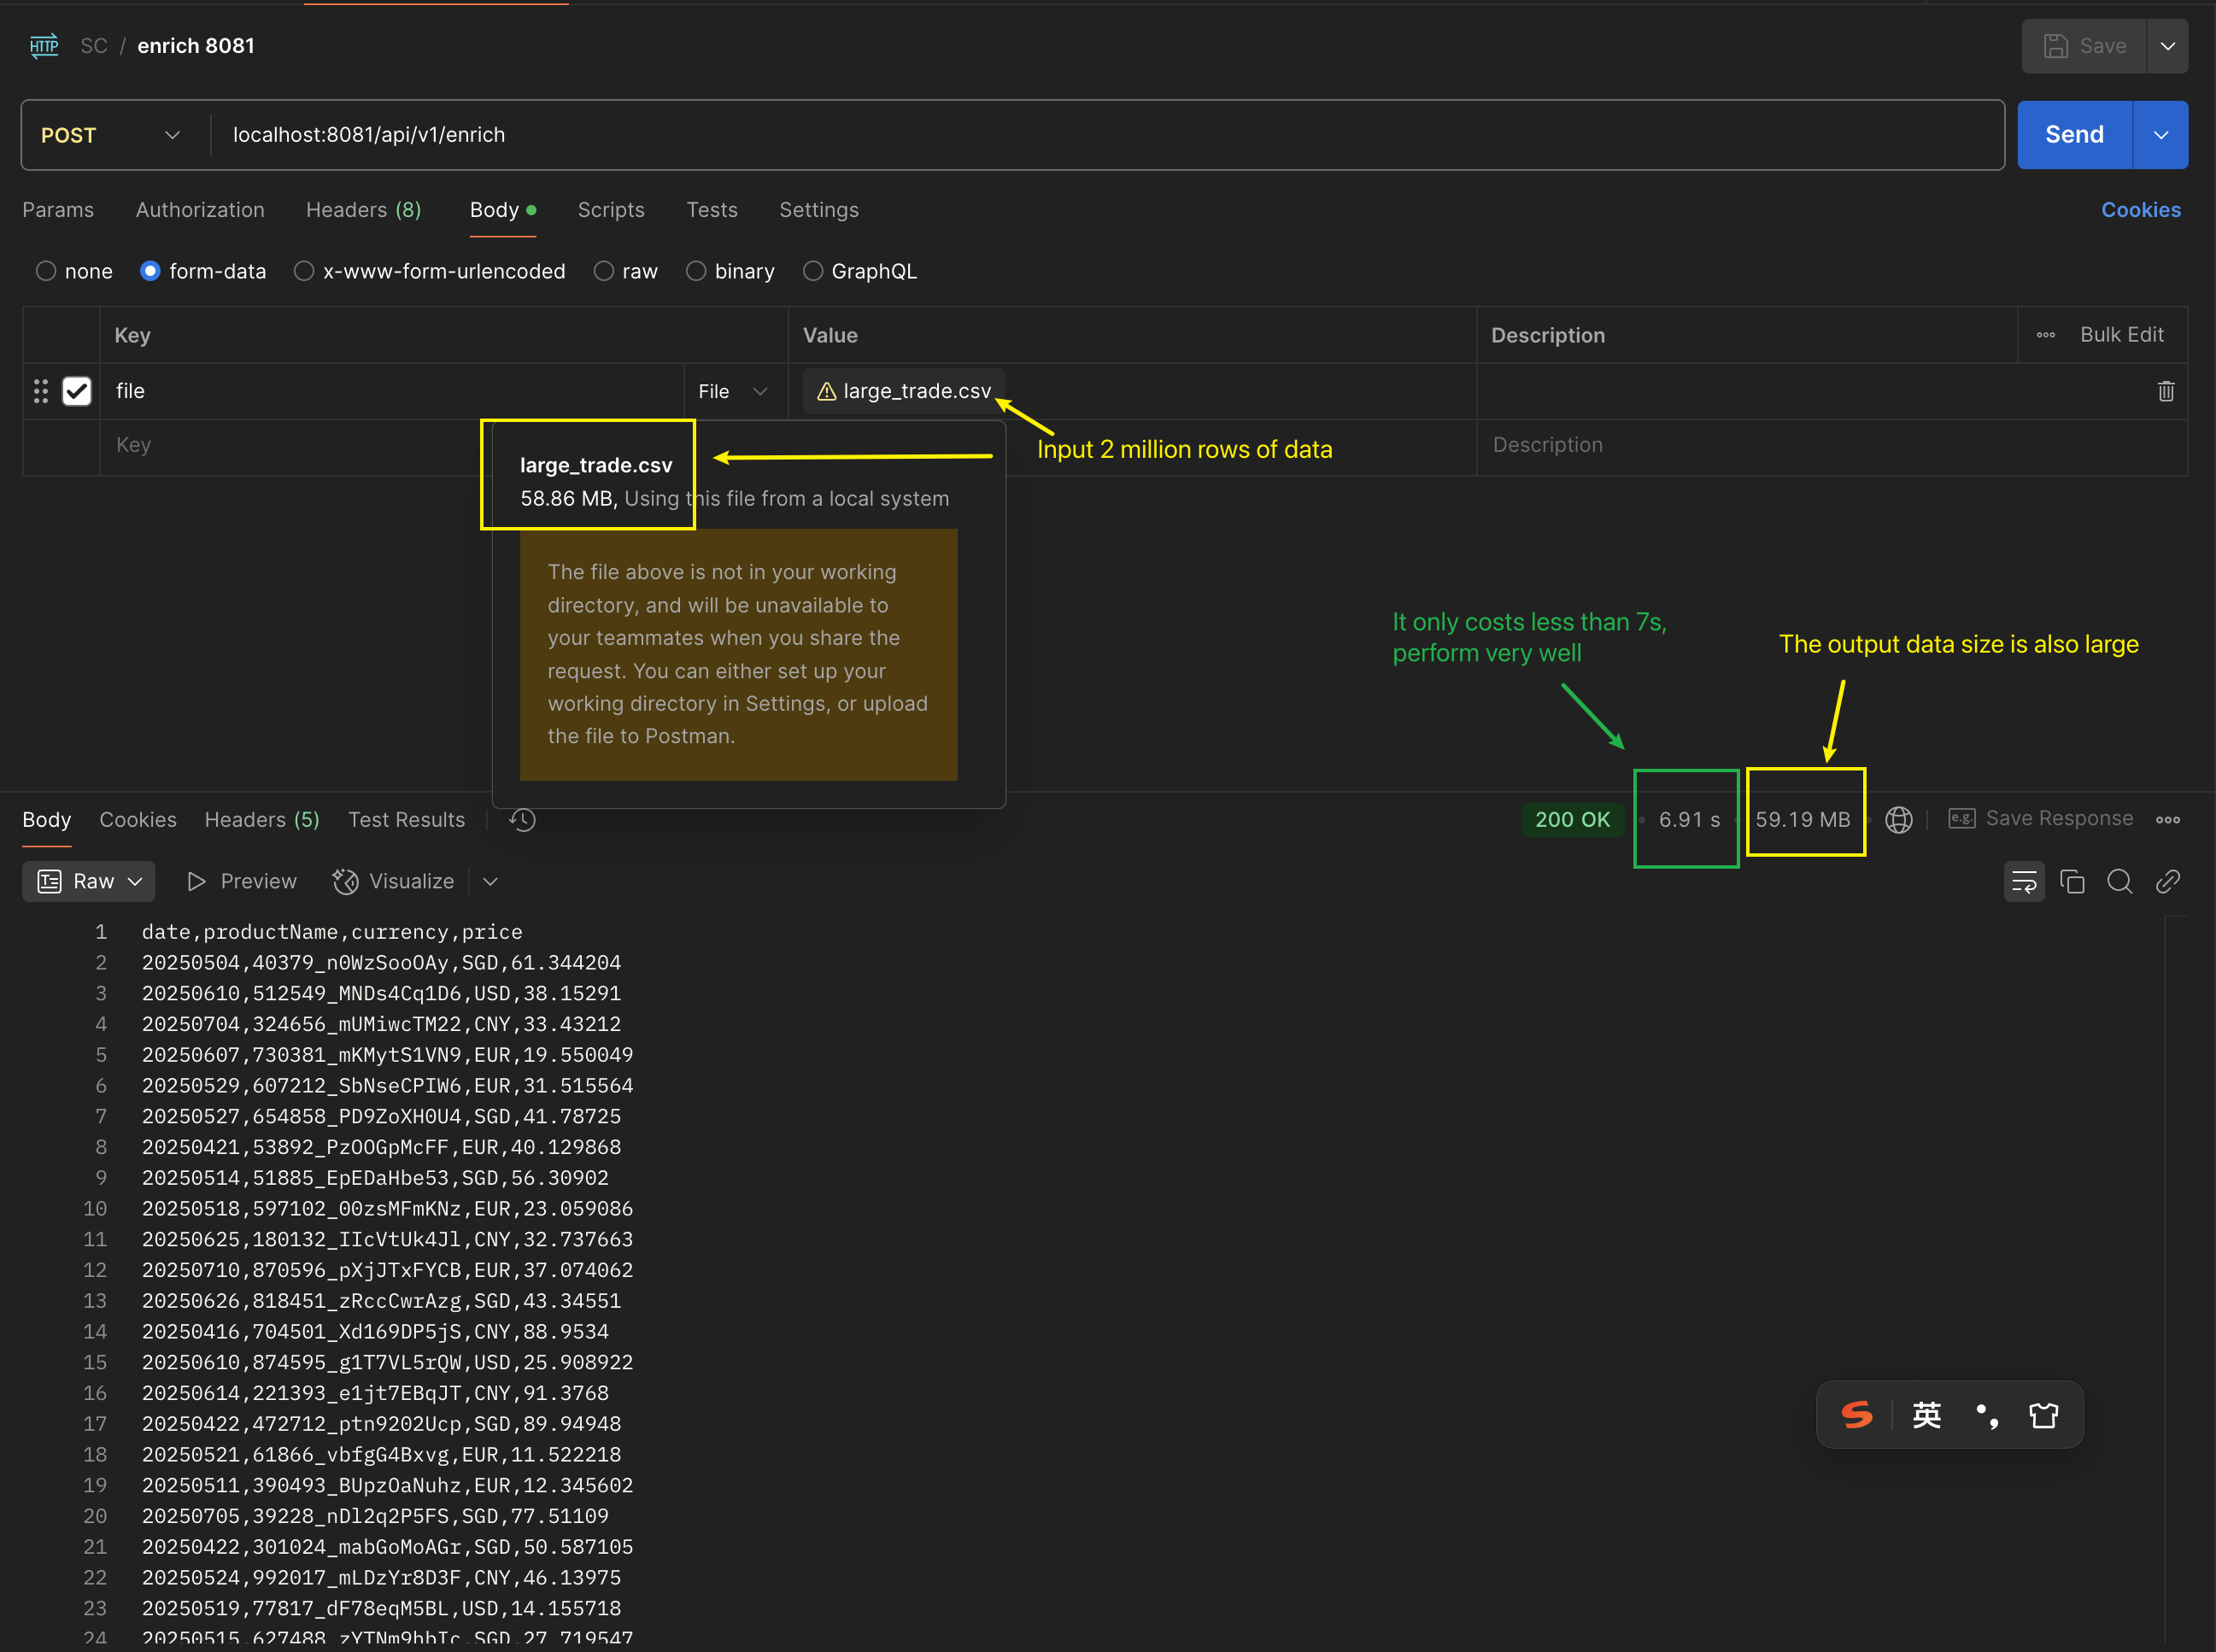 HTTP SC / enrich 8081
Save
POST localhost:8081/api/v1/enrich
Send
Params Authorization Headers (8) Body Scripts Tests Settings
Cookies
none form-data x-www-form-urlencoded raw binary GraphQL
Key Value Description Bulk Edit
file File large_trade.csv
Key Description
Input 2 million rows of data
large_trade.csv
58.86 MB, Using this file from a local system
The file above is not in your working
directory, and will be unavailable to
your teammates when you share the
request. You can either set up your
working directory in Settings, or upload
the file to Postman.
It only costs less than 7s,
perform very well
The output data size is also large
Body Cookies Headers (5) Test Results
200 OK 6.91 s 59.19 MB
e.g. Save Response
Raw Preview Visualize
1 date,productName,currency,price
2 20250504,40379_n0WzSooOAy,SGD,61.344204
3 20250610,512549_MNDs4Cq1D6,USD,38.15291
4 20250704,324656_mUMiwcTM22,CNY,33.43212
5 20250607,730381_mKMytS1VN9,EUR,19.550049
6 20250529,607212_SbNseCPIW6,EUR,31.515564
7 20250527,654858_PD9ZoXH0U4,SGD,41.78725
8 20250421,53892_PzOOGpMcFF,EUR,40.129868
9 20250514,51885_EpEDaHbe53,SGD,56.30902
10 20250518,597102_00zsMFmKNz,EUR,23.059086
11 20250625,180132_IIcVtUk4Jl,CNY,32.737663
12 20250710,870596_pXjJTxFYCB,EUR,37.074062
13 20250626,818451_zRccCwrAzg,SGD,43.34551
14 20250416,704501_Xd169DP5jS,CNY,88.9534
15 20250610,874595_g1T7VL5rQW,USD,25.908922
16 20250614,221393_e1jt7EBqJT,CNY,91.3768
17 20250422,472712_ptn9202Ucp,SGD,89.94948
18 20250521,61866_vbfgG4Bxvg,EUR,11.522218
19 20250511,390493_BUpzOaNuhz,EUR,12.345602
20 20250705,39228_nDl2q2P5FS,SGD,77.51109
21 20250422,301024_mabGoMoAGr,SGD,50.587105
22 20250524,992017_mLDzYr8D3F,CNY,46.13975
23 20250519,77817_dF78eqM5BL,USD,14.155718
24 20250515,627488_zYTNm9hbIc,SGD,27.719547
英